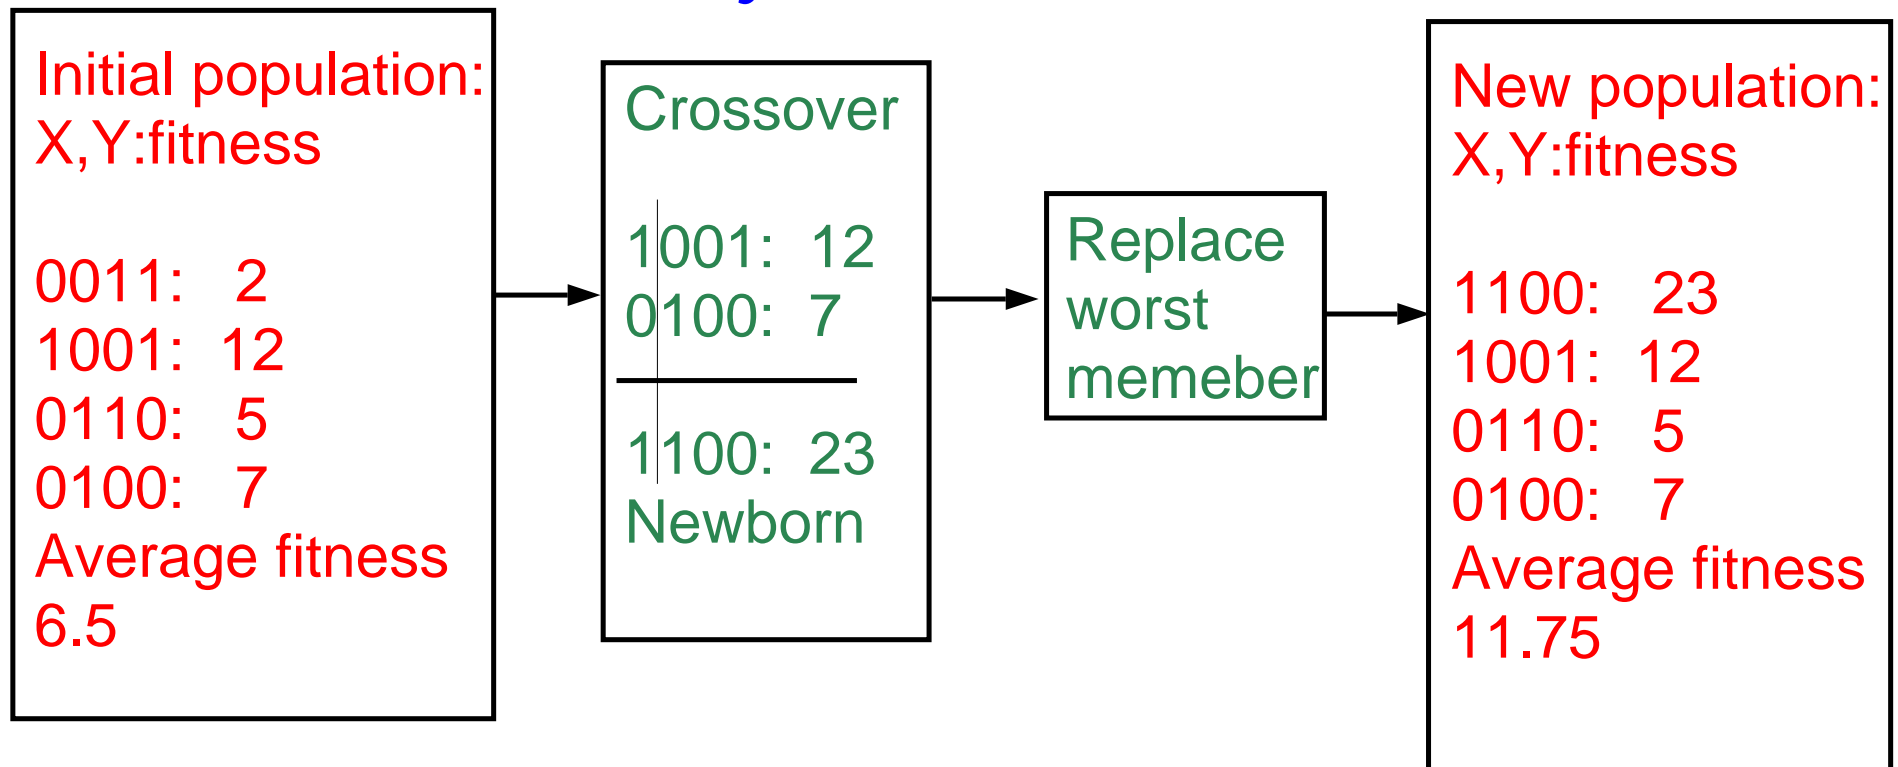 Initial population:
X,Y:fitness
0011: 2
1001: 12
0110: 5
0100: 7
Average fitness
6.5
Crossover
1001: 12
0100: 7
1100: 23
Newborn
Replace
worst
memeber
New population:
X,Y:fitness
1100: 23
1001: 12
0110: 5
0100: 7
Average fitness
11.75